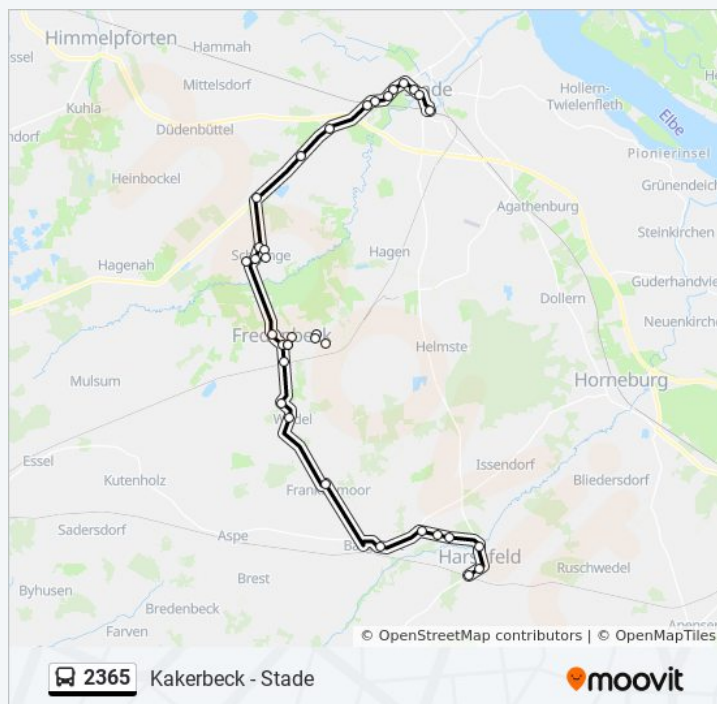 Himmelpforten
Hammah
Mittelsdorf
Kuhla
Düdenbüttel
Heinbockel
Hollern-
Twielenfleth
Elbe
Pionierinsel
Grünendeich
Agathenburg
Steinkirchen
Hagen
Hagenah
Guderhandvie
Dollern
Neuenkirche
Helmste
Mulsum
Horneburg
Essel
Kutenholz
Issendorf
Bliedersdorf
Sadersdorf
Aspe
Byhusen
Brest
Ruschwedel
Bredenbeck
Farven
Apensen
© OpenStreetMap contributors | © OpenMapTiles
2365 Kakerbeck - Stade
moovit